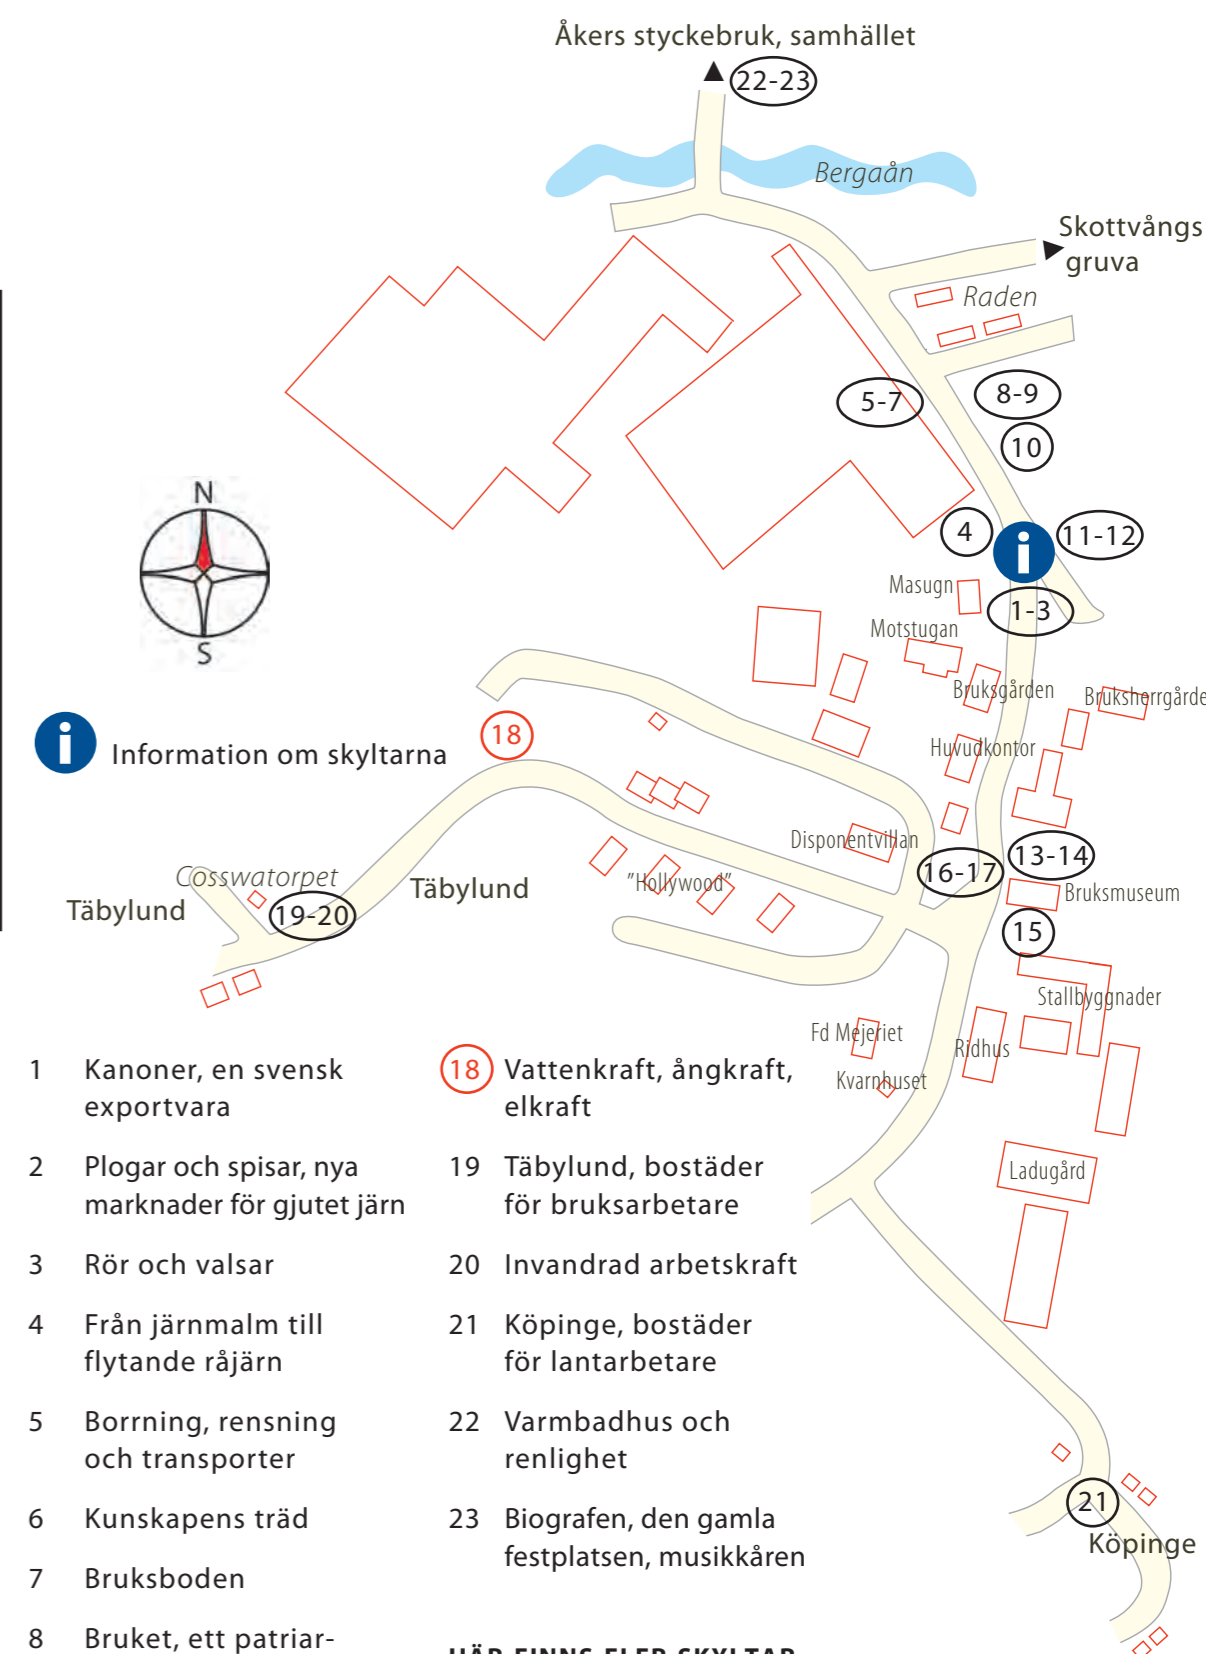 Åkers styckebruk, samhället
22-23
Bergaån
Skottvångs
gruva
Raden
5-7
8-9
10
4
i
11-12
Masugn
1-3
Motstugan
Bruksgården
Bruksherrgårde
Huvudkontor
N
S
i Information om skyltarna
18
Disponentvillan
16-17
13-14
Bruksmuseum
15
"Hollywood"
Cosswatorpet
Täbylund
Täbylund
19-20
Stallbyggnader
Fd Mejeriet
Ridhus
Kvarnhuset
Ladugård
21
Köpinge
1 Kanoner, en svensk
exportvara
2 Plogar och spisar, nya
marknader för gjutet järn
3 Rör och valsar
4 Från järnmalm till
flytande råjärn
5 Borrning, rensning
och transporter
6 Kunskapens träd
7 Bruksboden
8 Bruket, ett patriar-
18 Vattenkraft, ångkraft,
elkraft
19 Täbylund, bostäder
för bruksarbetare
20 Invandrad arbetskraft
21 Köpinge, bostäder
för lantarbetare
22 Varmbadhus och
renlighet
23 Biografen, den gamla
festplatsen, musikkåren
HÄR FINNS FLER SKYLTAR